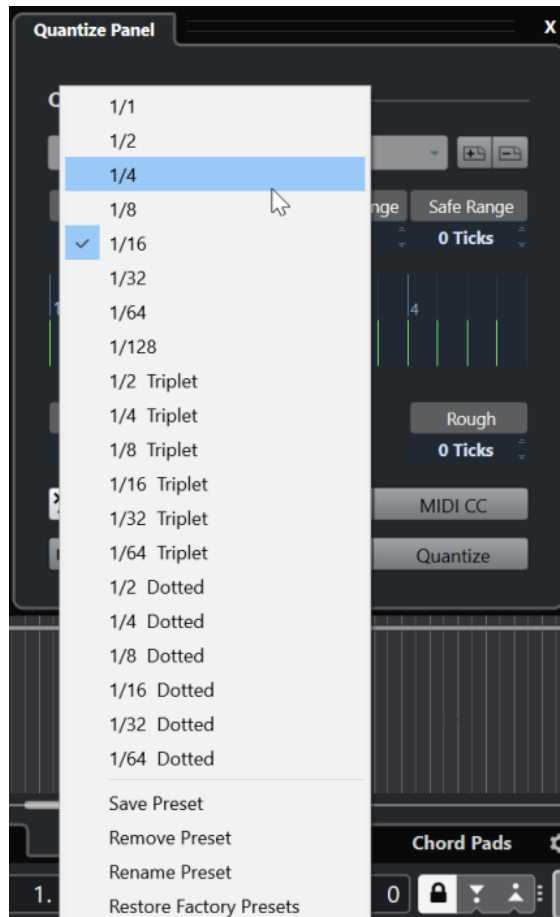 Quantize Panel
X
1/1
1/2
1/4
1/8
1/16
1/32
1/64
1/128
1/2 Triplet
1/4 Triplet
1/8 Triplet
1/16 Triplet
1/32 Triplet
1/64 Triplet
1/2 Dotted
1/4 Dotted
1/8 Dotted
1/16 Dotted
1/32 Dotted
1/64 Dotted
Save Preset
Remove Preset
Rename Preset
Restore Factory Presets
Safe Range
0 Ticks
4
Rough
0 Ticks
MIDI CC
Quantize
Chord Pads
1.
0